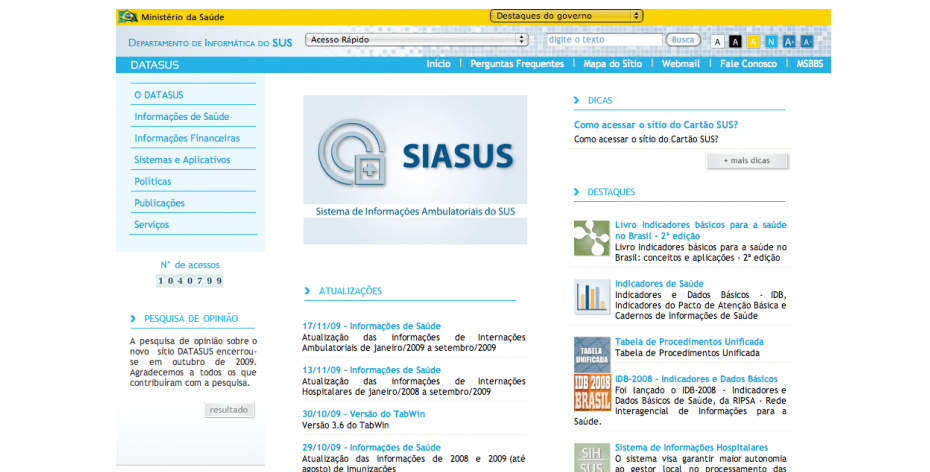 Ministério da Saúde
Destaques do governo
DEPARTAMENTO DE INFORMÁTICA DO SUS
Acesso Rápido
digite o texto
Busca
A A A N A+ A-
DATASUS
Início | Perguntas Frequentes | Mapa do Sítio | Webmail | Fale Conosco | MSBBS
O DATASUS
Informações de Saúde
Informações Financeiras
Sistemas e Aplicativos
Políticas
Publicações
Serviços
N° de acessos
1040799
PESQUISA DE OPINIÃO
A pesquisa de opinião sobre o
novo sítio DATASUS encerrou-
se em outubro de 2009.
Agradecemos a todos os que
contribuíram com a pesquisa.
resultado
SIASUS
Sistema de Informações Ambulatoriais do SUS
ATUALIZAÇÕES
17/11/09 - Informações de Saúde
Atualização das informações de Internações
Ambulatoriais de janeiro/2009 a setembro/2009
13/11/09 - Informações de Saúde
Atualização das informações de Internações
Hospitalares de janeiro/2008 a setembro/2009
30/10/09 - Versão do TabWin
Versão 3.6 do TabWin
29/10/09 - Informações de Saúde
Atualização das informações de 2008 e 2009 (até
agosto) de Imunizações
DICAS
Como acessar o sítio do Cartão SUS?
Como acessar o sítio do Cartão SUS?
+ mais dicas
DESTAQUES
Livro Indicadores básicos para a saúde
no Brasil - 2ª edição
Livro Indicadores básicos para a saúde no
Brasil: conceitos e aplicações - 2ª edição
Indicadores de Saúde
Indicadores e Dados Básicos - IDB,
Indicadores do Pacto de Atenção Básica e
Cadernos de Informações de Saúde
TABELA
UNIFICADA
Tabela de Procedimentos Unificada
Tabela de Procedimentos Unificada
IDB 2008
BRASIL
IDB-2008 - Indicadores e Dados Básicos
Foi lançado o IDB-2008 - Indicadores e
Dados Básicos de Saúde, da RIPSA - Rede
Interagencial de Informações para a
Saúde.
SIH
SUS
Sistema de Informações Hospitalares
O sistema visa garantir maior autonomia
ao gestor local no processamento das